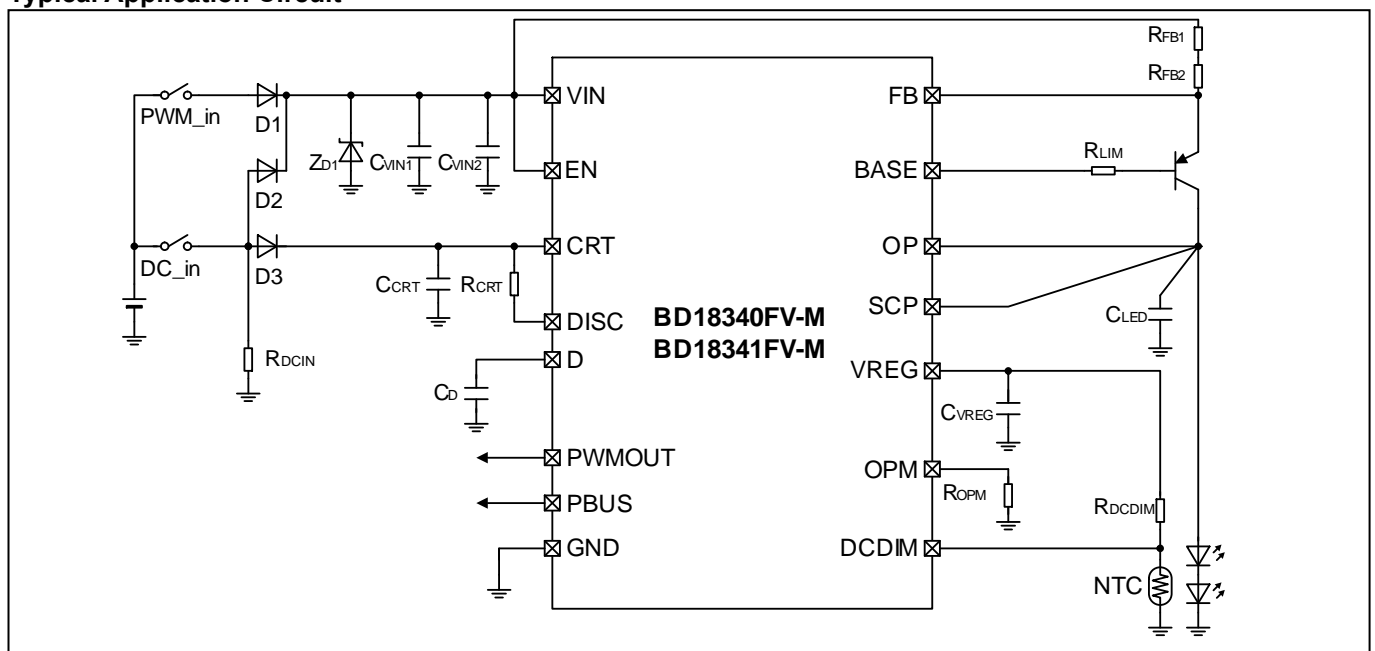 Typical Application Circuit
RFB1
RFB2
PWM_in
D1
ZD1
CVIN1
CVIN2
VIN
FB
D2
EN
BASE
RLIM
DC_in
D3
CCRT
RCRT
CRT
OP
SCP
CLED
DISC
BD18340FV-M
BD18341FV-M
RDCIN
D
CD
VREG
CVREG
PWMOUT
OPM
ROPM
RDCDIM
PBUS
GND
DCDIM
NTC